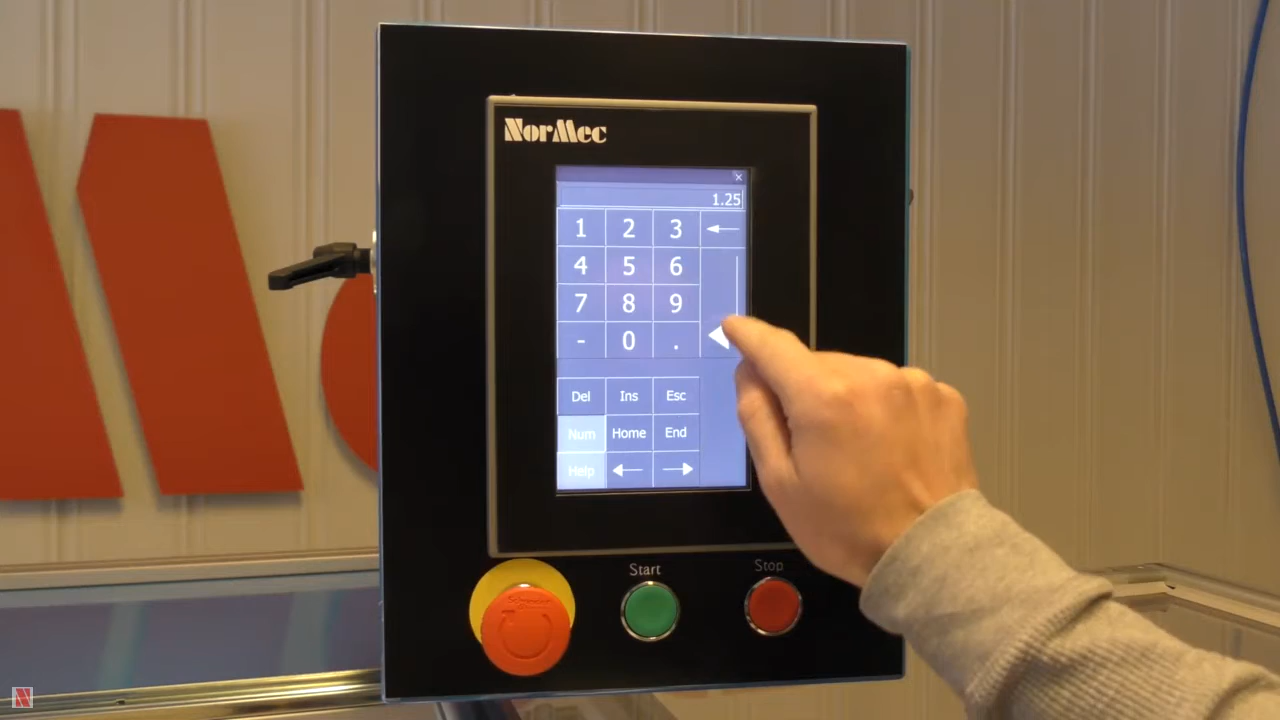 NorMec
×
1.25
1 2 3 ←
4 5 6
7 8 9
- 0 .
Del Ins Esc
Num Home End
Help ← →
Start Stop